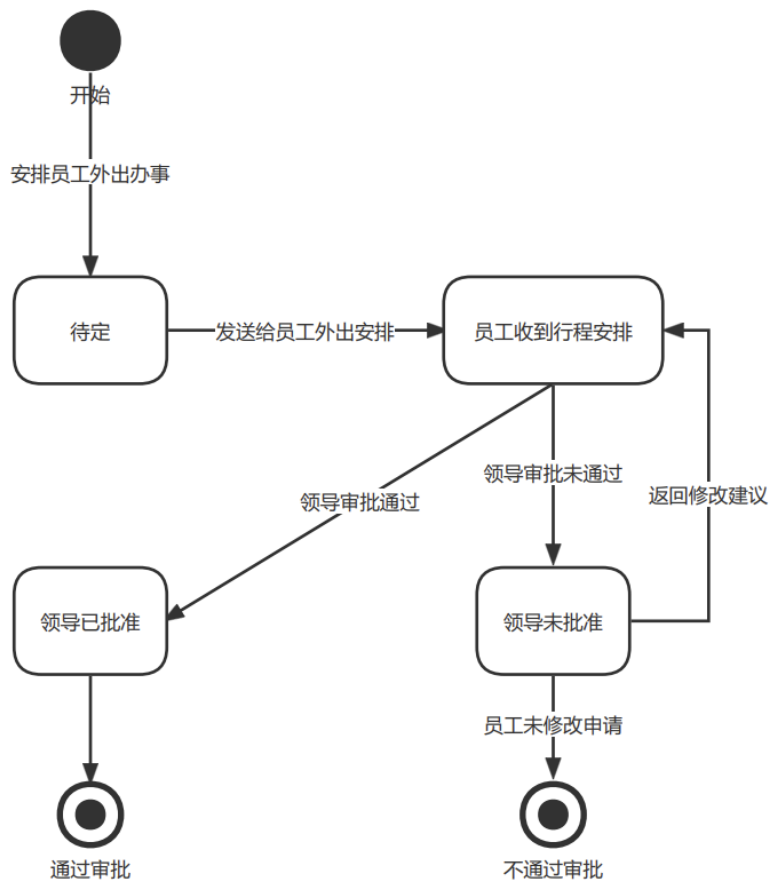 开始
安排员工外出办事
待定
发送给员工外出安排
员工收到行程安排
领导审批通过
领导审批未通过
返回修改建议
领导已批准
领导未批准
员工未修改申请
通过审批
不通过审批